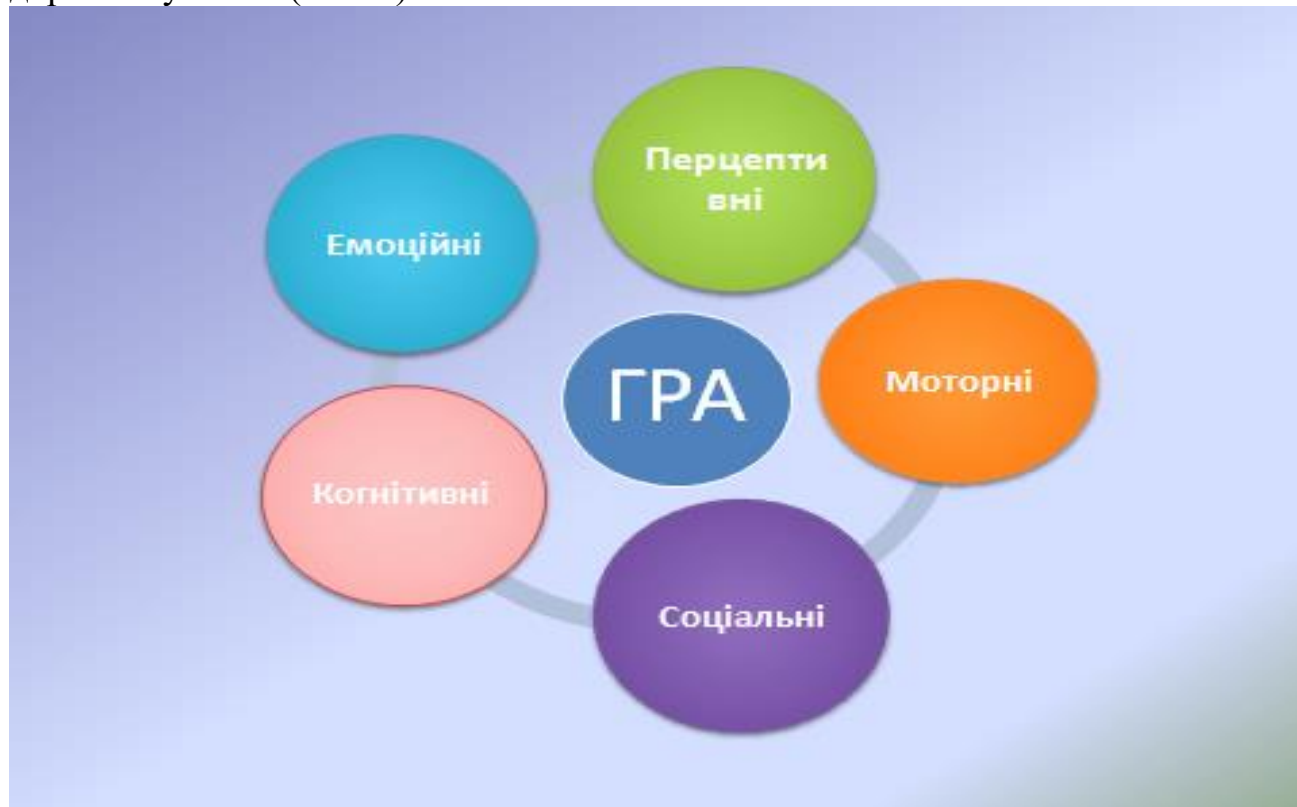 Перцепти
вні
Емоційні
Моторні
ГРА
Когнітивні
Соціальні